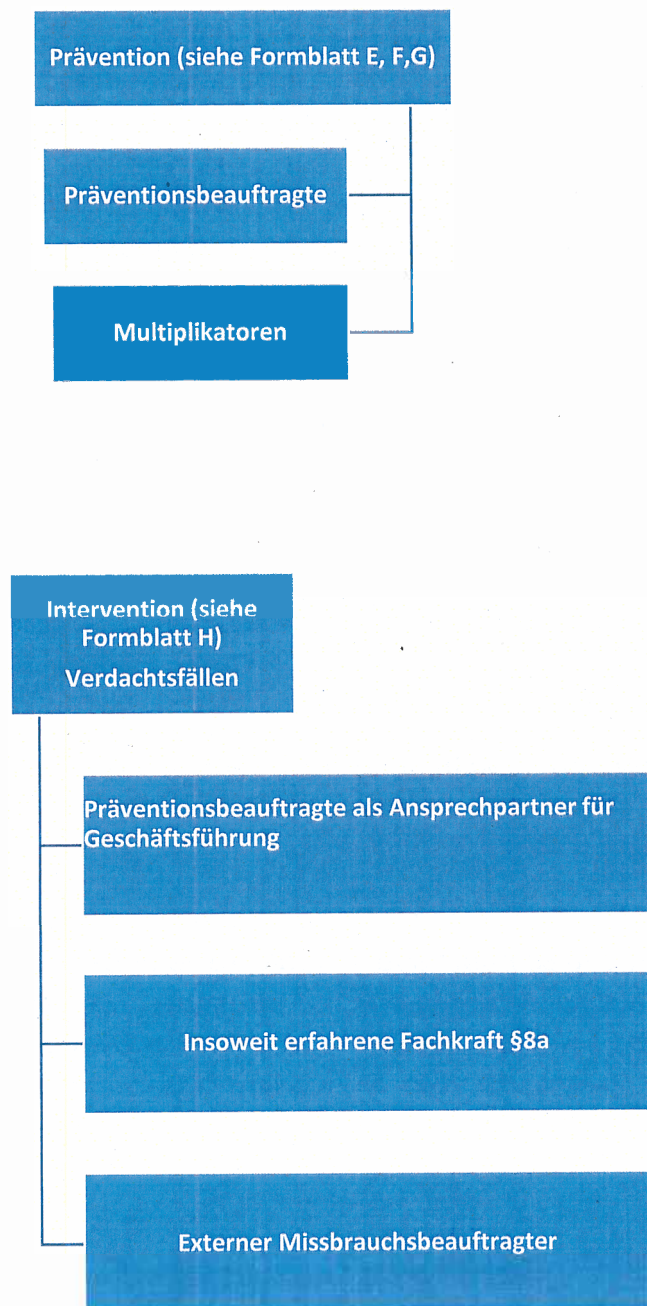 Prävention (siehe Formblatt E, F,G)
Präventionsbeauftragte
Multiplikatoren
Intervention (siehe
Formblatt H)
Verdachtsfällen
Präventionsbeauftragte als Ansprechpartner für
Geschäftsführung
Insoweit erfahrene Fachkraft §8a
Externer Missbrauchsbeauftragter